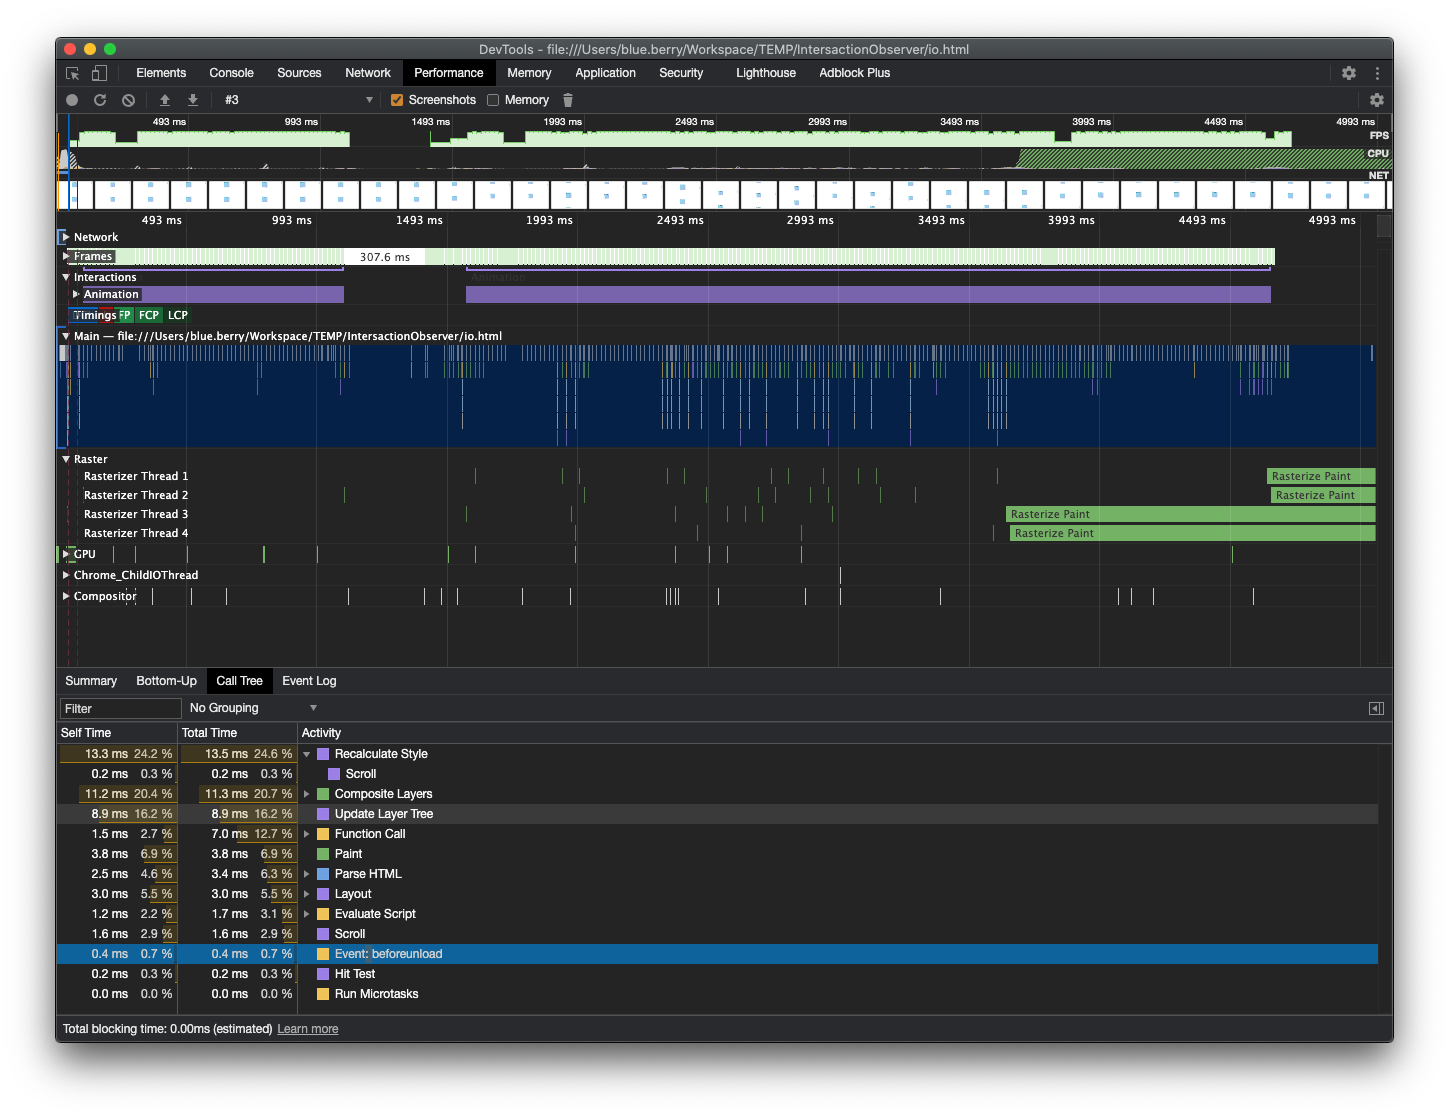 DevTools - file:///Users/blue.berry/Workspace/TEMP/IntersactionObserver/io.html
Elements Console Sources Network Performance Memory Application Security Lighthouse Adblock Plus
#3 Screenshots Memory
493 ms 993 ms 1493 ms 1993 ms 2493 ms 2993 ms 3493 ms 3993 ms 4493 ms 4993 ms
FPS
CPU
NET
493 ms 993 ms 1493 ms 1993 ms 2493 ms 2993 ms 3493 ms 3993 ms 4493 ms 4993 ms
Network
Frames 307.6 ms
Interactions Animation
Animation
Timings FP FCP LCP
Main — file:///Users/blue.berry/Workspace/TEMP/IntersactionObserver/io.html
Raster
Rasterizer Thread 1 Rasterize Paint
Rasterizer Thread 2 Rasterize Paint
Rasterizer Thread 3 Rasterize Paint
Rasterizer Thread 4 Rasterize Paint
GPU
Chrome_ChildIOThread
Compositor
Summary Bottom-Up Call Tree Event Log
Filter No Grouping
Self Time Total Time Activity
13.3 ms 24.2 % 13.5 ms 24.6 % Recalculate Style
0.2 ms 0.3 % 0.2 ms 0.3 % Scroll
11.2 ms 20.4 % 11.3 ms 20.7 % Composite Layers
8.9 ms 16.2 % 8.9 ms 16.2 % Update Layer Tree
1.5 ms 2.7 % 7.0 ms 12.7 % Function Call
3.8 ms 6.9 % 3.8 ms 6.9 % Paint
2.5 ms 4.6 % 3.4 ms 6.3 % Parse HTML
3.0 ms 5.5 % 3.0 ms 5.5 % Layout
1.2 ms 2.2 % 1.7 ms 3.1 % Evaluate Script
1.6 ms 2.9 % 1.6 ms 2.9 % Scroll
0.4 ms 0.7 % 0.4 ms 0.7 % Event: beforeunload
0.2 ms 0.3 % 0.2 ms 0.3 % Hit Test
0.0 ms 0.0 % 0.0 ms 0.0 % Run Microtasks
Total blocking time: 0.00ms (estimated) Learn more